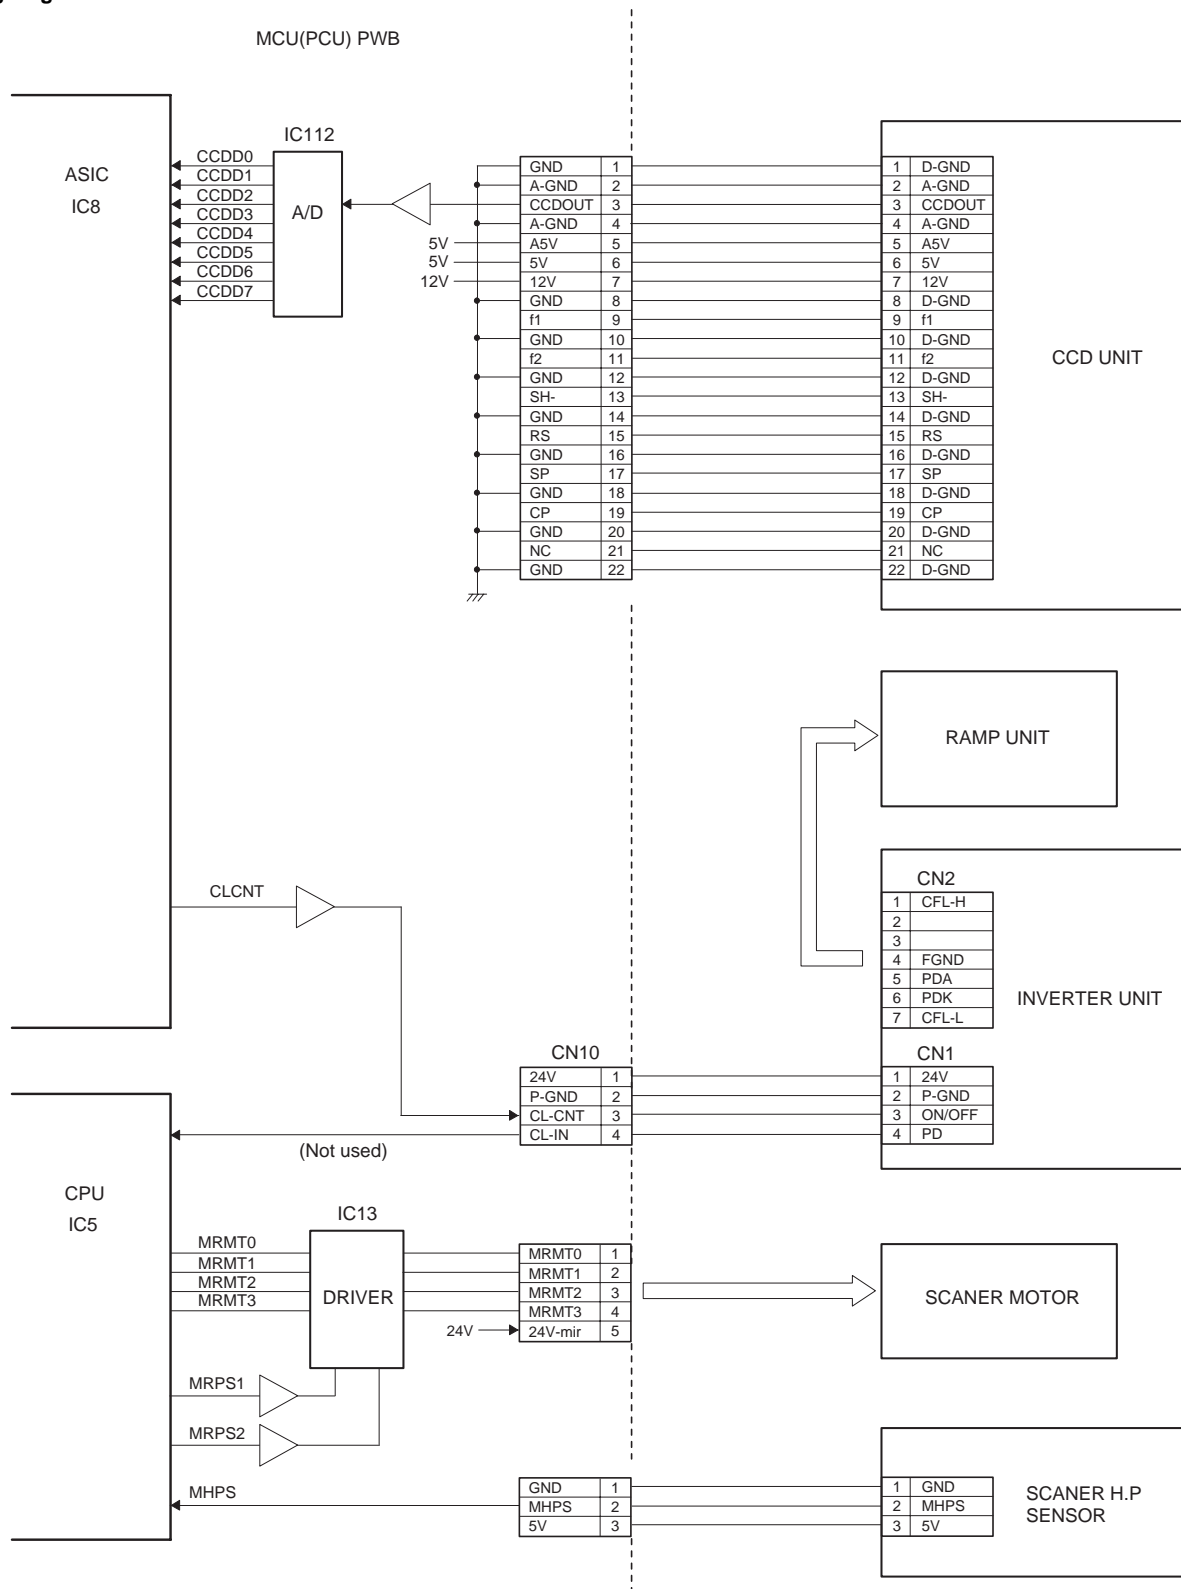 MCU(PCU) PWB
ASIC
IC8
CCDD0
CCDD1
CCDD2
CCDD3
CCDD4
CCDD5
CCDD6
CCDD7
IC112
A/D
5V
5V
12V
GND 1
A-GND 2
CCDOUT 3
A-GND 4
A5V 5
5V 6
12V 7
GND 8
f1 9
GND 10
f2 11
GND 12
SH- 13
GND 14
RS 15
GND 16
SP 17
GND 18
CP 19
GND 20
NC 21
GND 22
1 D-GND
2 A-GND
3 CCDOUT
4 A-GND
5 A5V
6 5V
7 12V
8 D-GND
9 f1
10 D-GND
11 f2
12 D-GND
13 SH-
14 D-GND
15 RS
16 D-GND
17 SP
18 D-GND
19 CP
20 D-GND
21 NC
22 D-GND
CCD UNIT
RAMP UNIT
CLCNT
CN2
1 CFL-H
2
3
4 FGND
5 PDA
6 PDK
7 CFL-L
INVERTER UNIT
CN10
24V 1
P-GND 2
CL-CNT 3
CL-IN 4
CN1
1 24V
2 P-GND
3 ON/OFF
4 PD
(Not used)
CPU
IC5
MRMT0
MRMT1
MRMT2
MRMT3
IC13
DRIVER
24V
MRMT0 1
MRMT1 2
MRMT2 3
MRMT3 4
24V-mir 5
SCANER MOTOR
MRPS1
MRPS2
MHPS
GND 1
MHPS 2
5V 3
1 GND
2 MHPS
3 5V
SCANER H.P
SENSOR